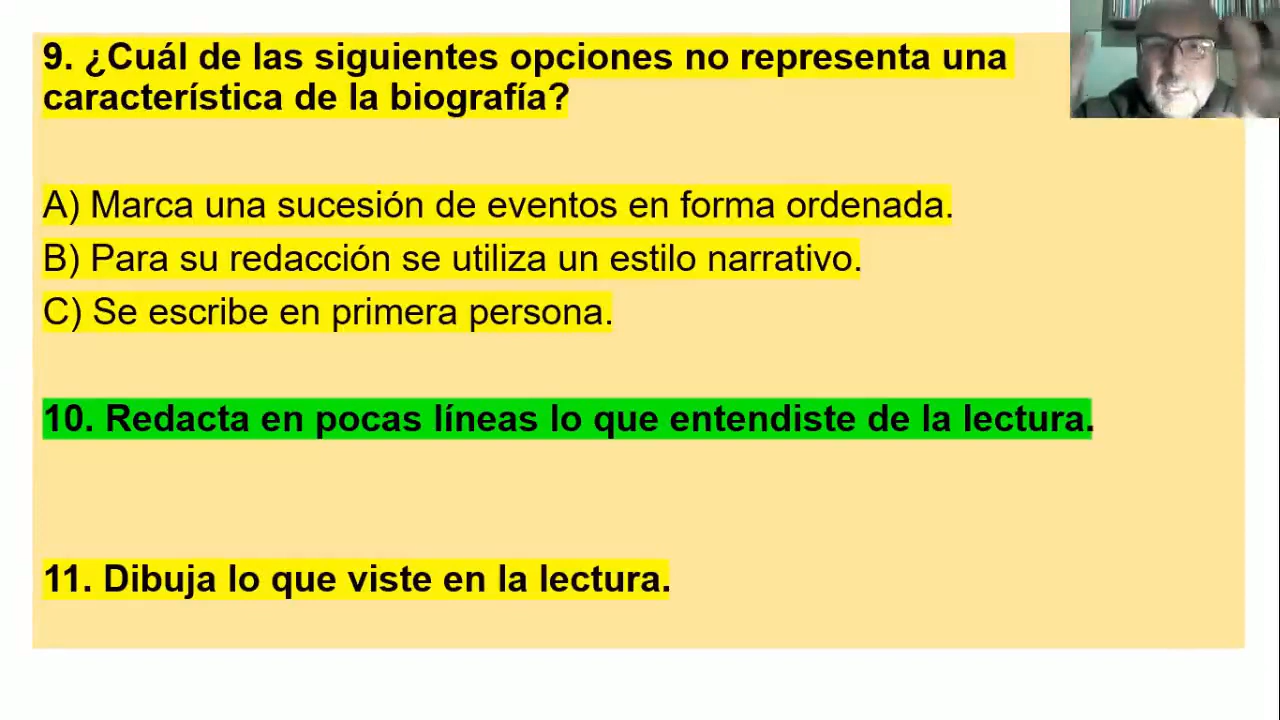 9. ¿Cuál de las siguientes opciones no representa una
característica de la biografía?
A) Marca una sucesión de eventos en forma ordenada.
B) Para su redacción se utiliza un estilo narrativo.
C) Se escribe en primera persona.
10. Redacta en pocas líneas lo que entendiste de la lectura.
11. Dibuja lo que viste en la lectura.